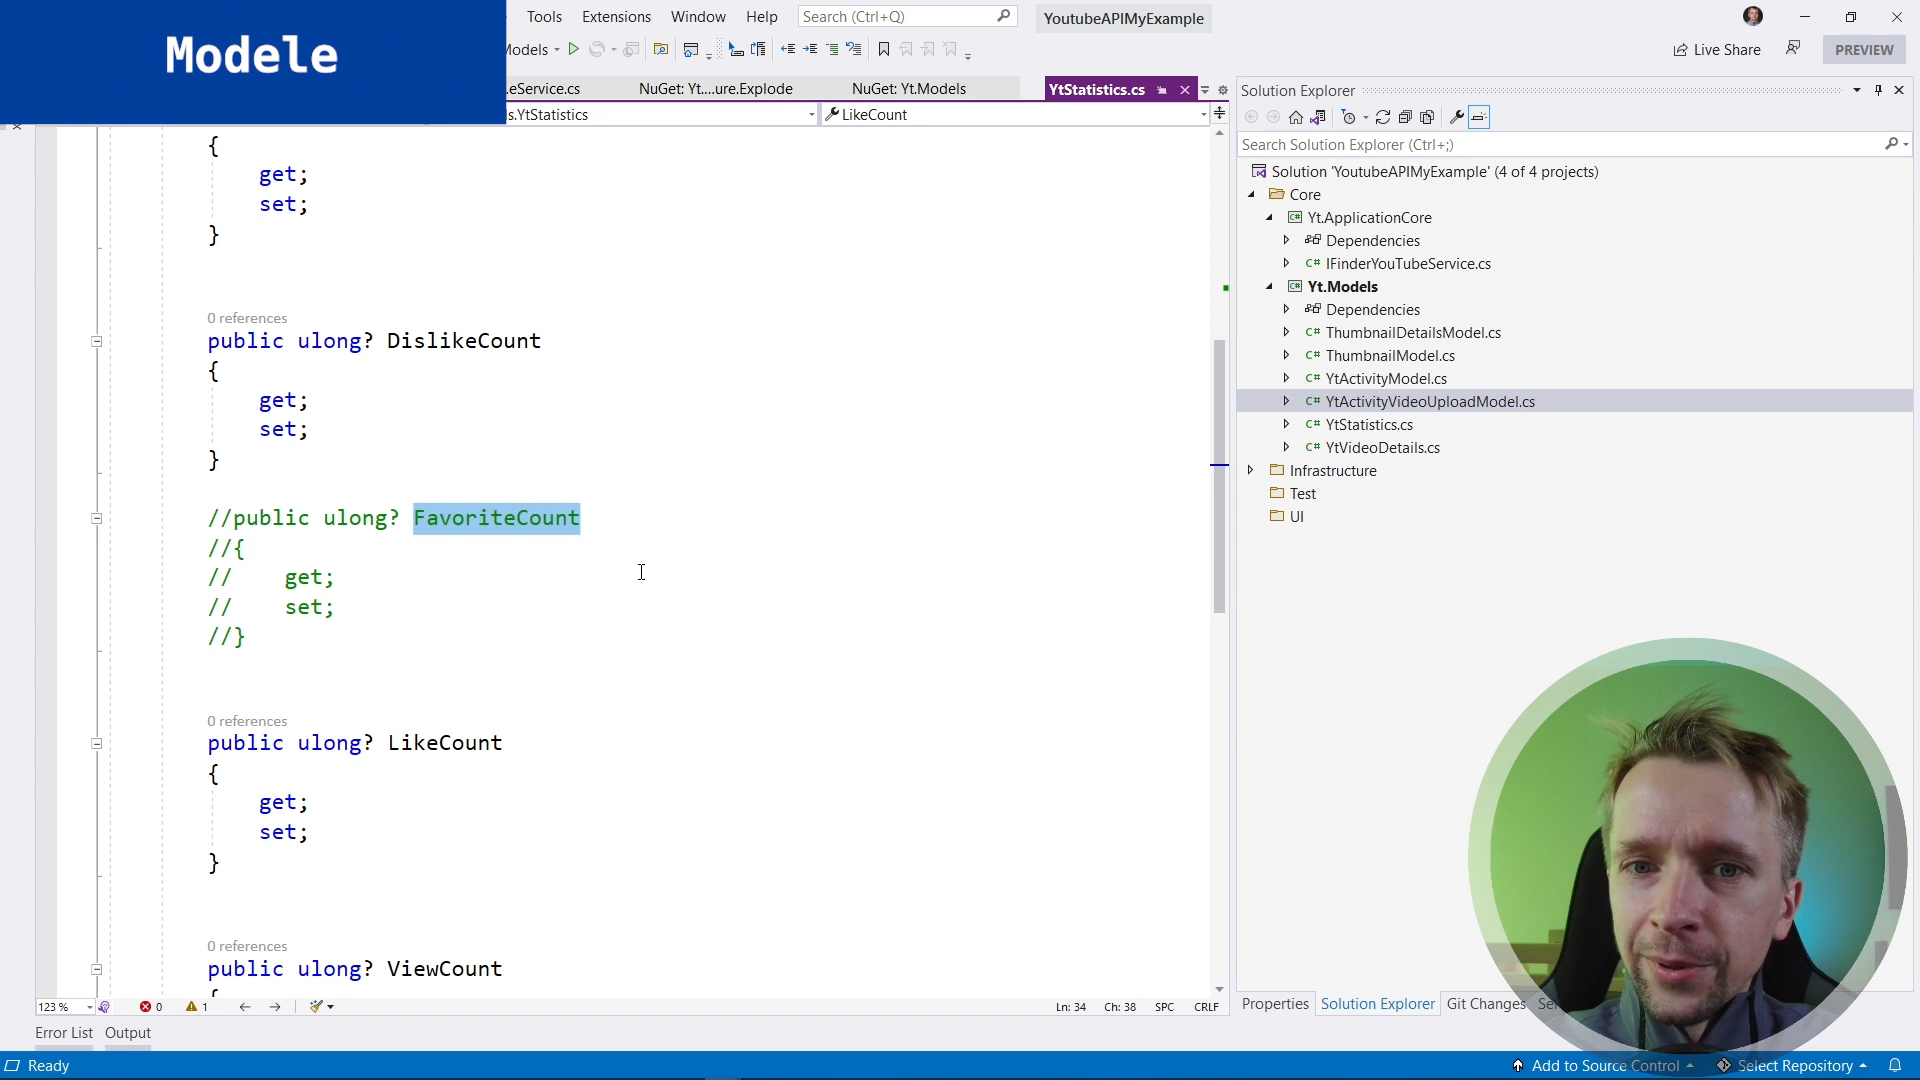 Modele
Tools Extensions Window Help Search (Ctrl+Q) YoutubeAPIMyExample
Models Live Share PREVIEW
.eService.cs NuGet: Yt....ure.Explode NuGet: Yt.Models YtStatistics.cs
s.YtStatistics LikeCount
{
get;
set;
}
0 references
public ulong? DislikeCount
{
get;
set;
}
//public ulong? FavoriteCount
//{
// get;
// set;
//}
0 references
public ulong? LikeCount
{
get;
set;
}
0 references
public ulong? ViewCount
{
123 % 0 1 Ln: 34 Ch: 38 SPC CRLF
Error List Output
Solution Explorer
Search Solution Explorer (Ctrl+;)
Solution 'YoutubeAPIMyExample' (4 of 4 projects)
Core
C# Yt.ApplicationCore
Dependencies
C# IFinderYouTubeService.cs
C# Yt.Models
Dependencies
C# ThumbnailDetailsModel.cs
C# ThumbnailModel.cs
C# YtActivityModel.cs
C# YtActivityVideoUploadModel.cs
C# YtStatistics.cs
C# YtVideoDetails.cs
Infrastructure
Test
UI
Properties Solution Explorer Git Changes
Ready Add to Source Control Select Repository